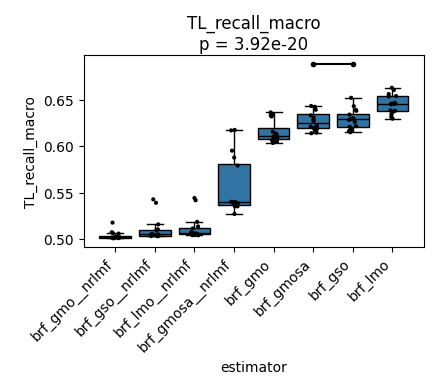 TL_recall_macro
p = 3.92e-20
TL_recall_macro
0.65
0.60
0.55
0.50
brf_gmo__nrlmf
brf_gso__nrlmf
brf_lmo__nrlmf
brf_gmosa__nrlmf
brf_gmo
brf_gmosa
brf_gso
brf_lmo
estimator